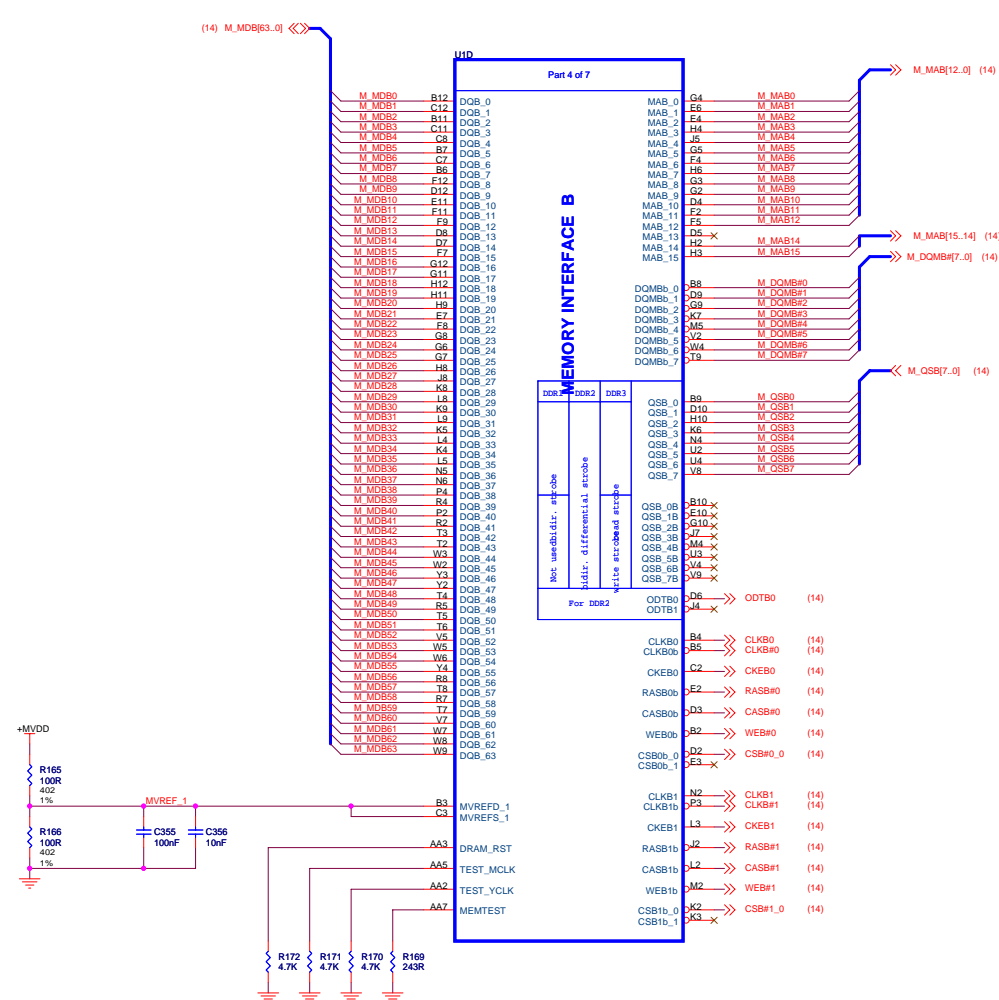 (14) M_MDB[63..0]
U1D
Part 4 of 7
M_MDB0 B12 DQB_0
M_MDB1 C12 DQB_1
M_MDB2 B11 DQB_2
M_MDB3 C11 DQB_3
M_MDB4 C8 DQB_4
M_MDB5 B7 DQB_5
M_MDB6 C7 DQB_6
M_MDB7 B6 DQB_7
M_MDB8 F12 DQB_8
M_MDB9 D12 DQB_9
M_MDB10 E11 DQB_10
M_MDB11 F11 DQB_11
M_MDB12 F9 DQB_12
M_MDB13 D8 DQB_13
M_MDB14 D7 DQB_14
M_MDB15 F7 DQB_15
M_MDB16 G12 DQB_16
M_MDB17 G11 DQB_17
M_MDB18 H12 DQB_18
M_MDB19 H11 DQB_19
M_MDB20 H9 DQB_20
M_MDB21 E7 DQB_21
M_MDB22 F8 DQB_22
M_MDB23 G8 DQB_23
M_MDB24 G6 DQB_24
M_MDB25 G7 DQB_25
M_MDB26 H8 DQB_26
M_MDB27 J8 DQB_27
M_MDB28 K8 DQB_28
M_MDB29 L8 DQB_29
M_MDB30 K9 DQB_30
M_MDB31 L9 DQB_31
M_MDB32 K5 DQB_32
M_MDB33 L4 DQB_33
M_MDB34 K4 DQB_34
M_MDB35 L5 DQB_35
M_MDB36 N5 DQB_36
M_MDB37 N6 DQB_37
M_MDB38 P4 DQB_38
M_MDB39 R4 DQB_39
M_MDB40 P2 DQB_40
M_MDB41 R2 DQB_41
M_MDB42 T3 DQB_42
M_MDB43 T2 DQB_43
M_MDB44 W3 DQB_44
M_MDB45 W2 DQB_45
M_MDB46 Y3 DQB_46
M_MDB47 Y2 DQB_47
M_MDB48 T4 DQB_48
M_MDB49 R5 DQB_49
M_MDB50 T5 DQB_50
M_MDB51 T6 DQB_51
M_MDB52 V5 DQB_52
M_MDB53 W5 DQB_53
M_MDB54 W6 DQB_54
M_MDB55 Y4 DQB_55
M_MDB56 R8 DQB_56
M_MDB57 T8 DQB_57
M_MDB58 R7 DQB_58
M_MDB59 T7 DQB_59
M_MDB60 V7 DQB_60
M_MDB61 W7 DQB_61
M_MDB62 W8 DQB_62
M_MDB63 W9 DQB_63
+MVDD
R165
100R
402
1%
MVREF_1
R166
100R
402
1%
C355
100nF
C356
10nF
B3 MVREFD_1
C3 MVREFS_1
AA3 DRAM_RST
AA5 TEST_MCLK
AA2 TEST_YCLK
AA7 MEMTEST
R172
4.7K
R171
4.7K
R170
4.7K
R169
243R
MEMORY INTERFACE B
DDR1 DDR2 DDR3
Not used
bidir. strobe
bidir. differential strobe
write strobe
read strobe
For DDR2
M_MAB[12..0] (14)
MAB_0 G4 M_MAB0
MAB_1 E6 M_MAB1
MAB_2 E4 M_MAB2
MAB_3 H4 M_MAB3
MAB_4 J5 M_MAB4
MAB_5 G5 M_MAB5
MAB_6 F4 M_MAB6
MAB_7 H6 M_MAB7
MAB_8 G3 M_MAB8
MAB_9 G2 M_MAB9
MAB_10 D4 M_MAB10
MAB_11 F2 M_MAB11
MAB_12 F5 M_MAB12
MAB_13 D5
MAB_14 H2 M_MAB14
MAB_15 H3 M_MAB15
M_MAB[15..14] (14
M_DQMB#[7..0] (14)
DQMBb_0 B8 M_DQMB#0
DQMBb_1 D9 M_DQMB#1
DQMBb_2 G9 M_DQMB#2
DQMBb_3 K7 M_DQMB#3
DQMBb_4 M5 M_DQMB#4
DQMBb_5 V2 M_DQMB#5
DQMBb_6 W4 M_DQMB#6
DQMBb_7 T9 M_DQMB#7
M_QSB[7..0] (14)
QSB_0 B9 M_QSB0
QSB_1 D10 M_QSB1
QSB_2 H10 M_QSB2
QSB_3 K6 M_QSB3
QSB_4 N4 M_QSB4
QSB_5 U2 M_QSB5
QSB_6 U4 M_QSB6
QSB_7 V8 M_QSB7
QSB_0B B10
QSB_1B E10
QSB_2B G10
QSB_3B J7
QSB_4B M4
QSB_5B U3
QSB_6B V4
QSB_7B V9
ODTB0 D6 ODTB0 (14)
ODTB1 J4
CLKB0 B4 CLKB0 (14)
CLKB0b B5 CLKB#0 (14)
CKEB0 C2 CKEB0 (14)
RASB0b E2 RASB#0 (14)
CASB0b D3 CASB#0 (14)
WEB0b B2 WEB#0 (14)
CSB0b_0 D2 CSB#0_0 (14)
CSB0b_1 E3
CLKB1 N2 CLKB1 (14)
CLKB1b P3 CLKB#1 (14)
CKEB1 L3 CKEB1 (14)
RASB1b J2 RASB#1 (14)
CASB1b L2 CASB#1 (14)
WEB1b M2 WEB#1 (14)
CSB1b_0 K2 CSB#1_0 (14)
CSB1b_1 K3